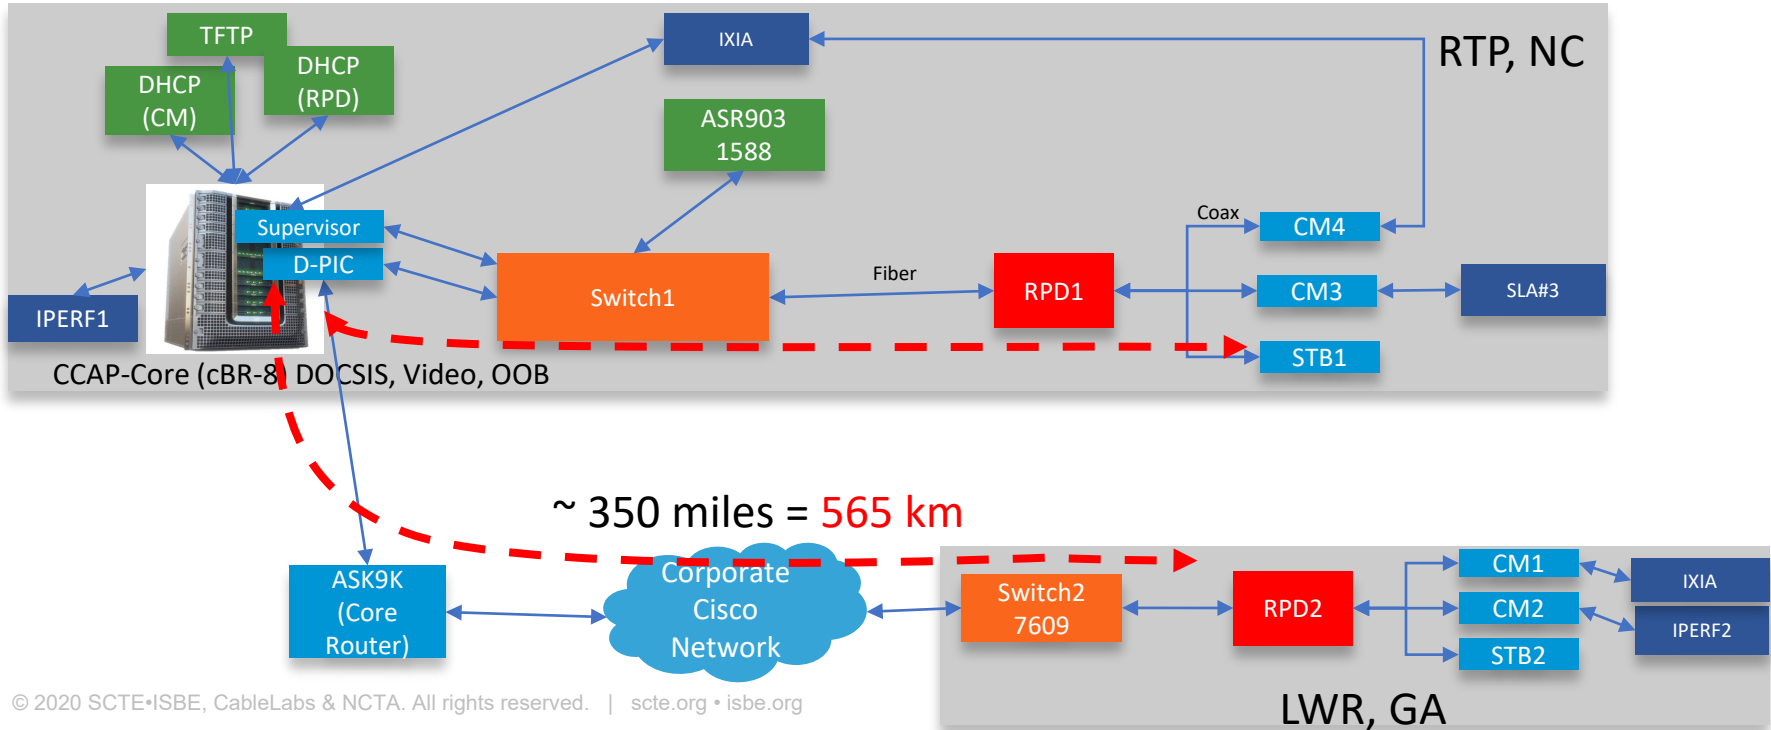 TFTP
DHCP
(CM)
DHCP
(RPD)
IXIA
RTP, NC
ASR903
1588
Supervisor
D-PIC
IPERF1
Switch1
Fiber
RPD1
Coax
CM4
CM3
SLA#3
STB1
CCAP-Core (cBR-8) DOCSIS, Video, OOB
~ 350 miles = 565 km
ASK9K
(Core
Router)
Corporate
Cisco
Network
Switch2
7609
RPD2
CM1
CM2
STB2
IXIA
IPERF2
LWR, GA
© 2020 SCTE•ISBE, CableLabs & NCTA. All rights reserved. | scte.org • isbe.org